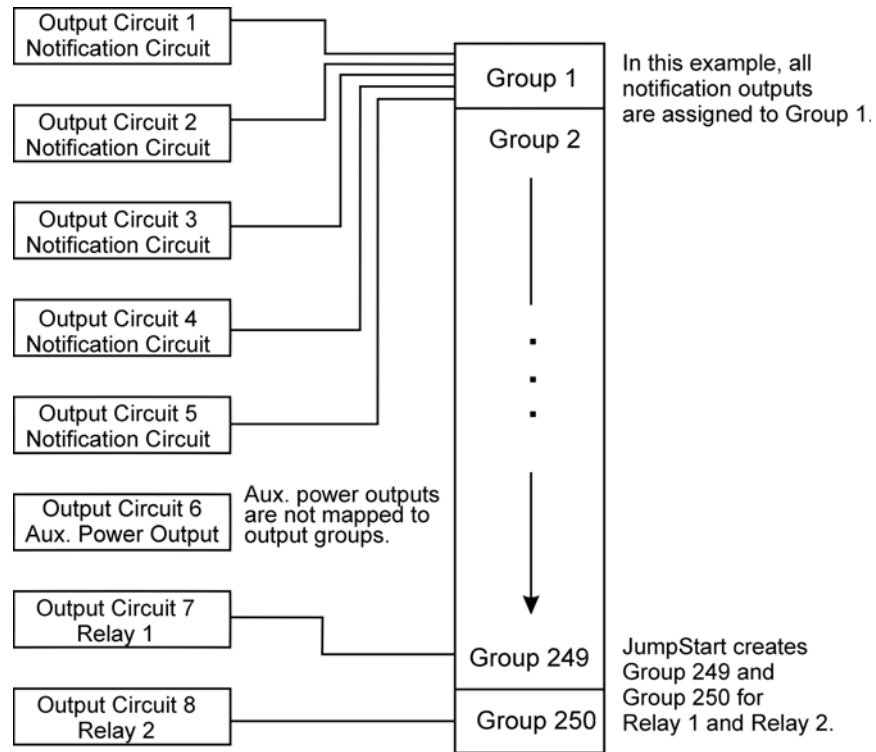 Output Circuit 1
Notification Circuit
Output Circuit 2
Notification Circuit
Output Circuit 3
Notification Circuit
Output Circuit 4
Notification Circuit
Output Circuit 5
Notification Circuit
Output Circuit 6
Aux. Power Output
Aux. power outputs
are not mapped to
output groups.
Output Circuit 7
Relay 1
Output Circuit 8
Relay 2
Group 1
Group 2
Group 249
Group 250
In this example, all
notification outputs
are assigned to Group 1.
JumpStart creates
Group 249 and
Group 250 for
Relay 1 and Relay 2.